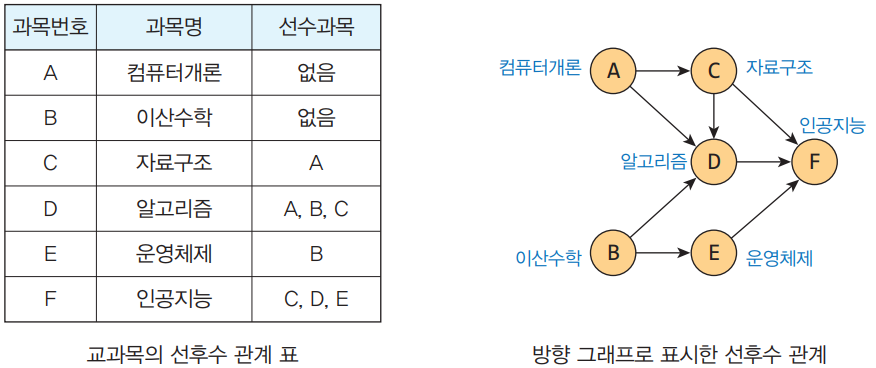 과목번호 과목명 선수과목
A 컴퓨터개론 없음
B 이산수학 없음
C 자료구조 A
D 알고리즘 A, B, C
E 운영체제 B
F 인공지능 C, D, E
교과목의 선후수 관계 표
컴퓨터개론 A C 자료구조
인공지능
알고리즘 D F
이산수학 B E 운영체제
방향 그래프로 표시한 선후수 관계